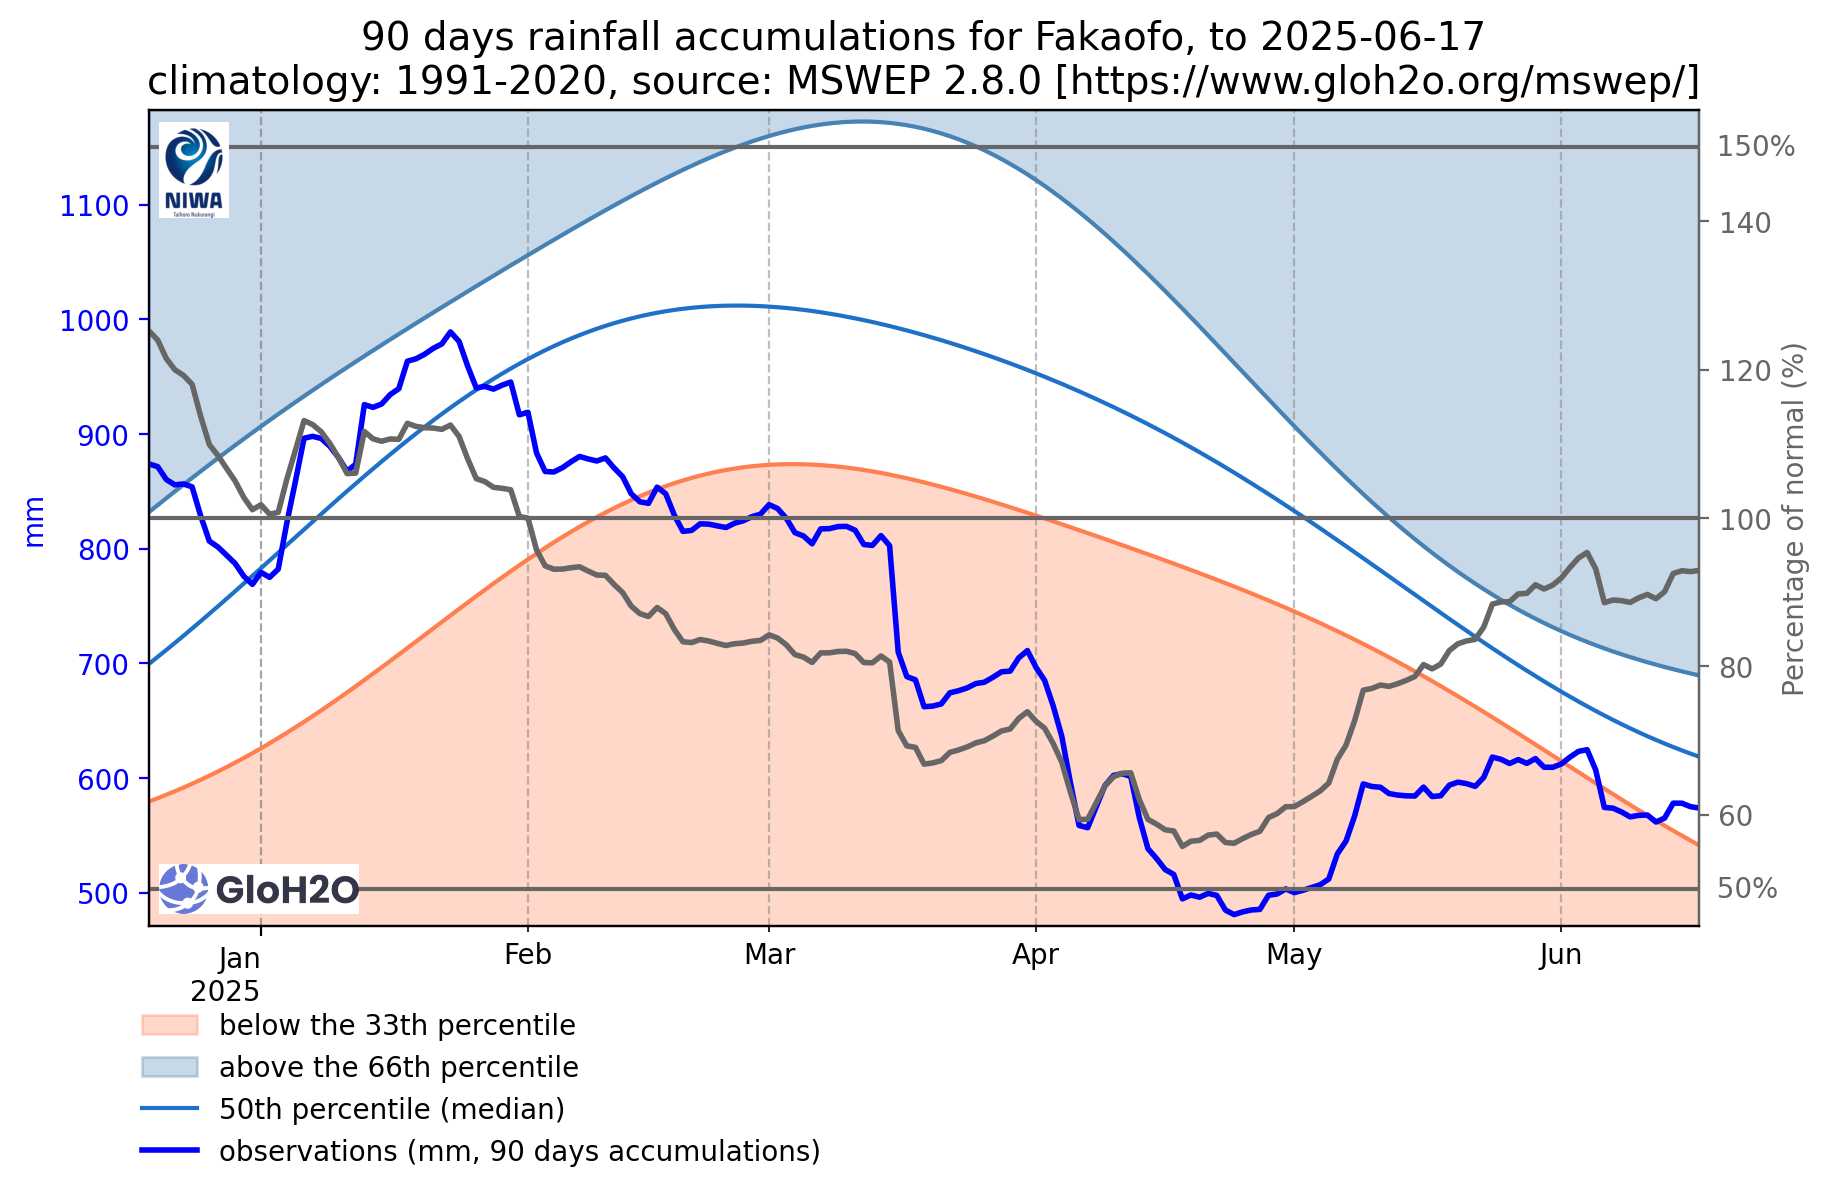 90 days rainfall accumulations for Fakaofo, to 2025-06-17
climatology: 1991-2020, source: MSWEP 2.8.0 [https://www.gloh2o.org/mswep/]
NIWA
Taihoro Nukurangi
1100
1000
900
800
700
600
500
mm
150%
140
120
100
80
60
50%
Percentage of normal (%)
GloH2O
Jan
2025
Feb
Mar
Apr
May
Jun
below the 33th percentile
above the 66th percentile
50th percentile (median)
observations (mm, 90 days accumulations)